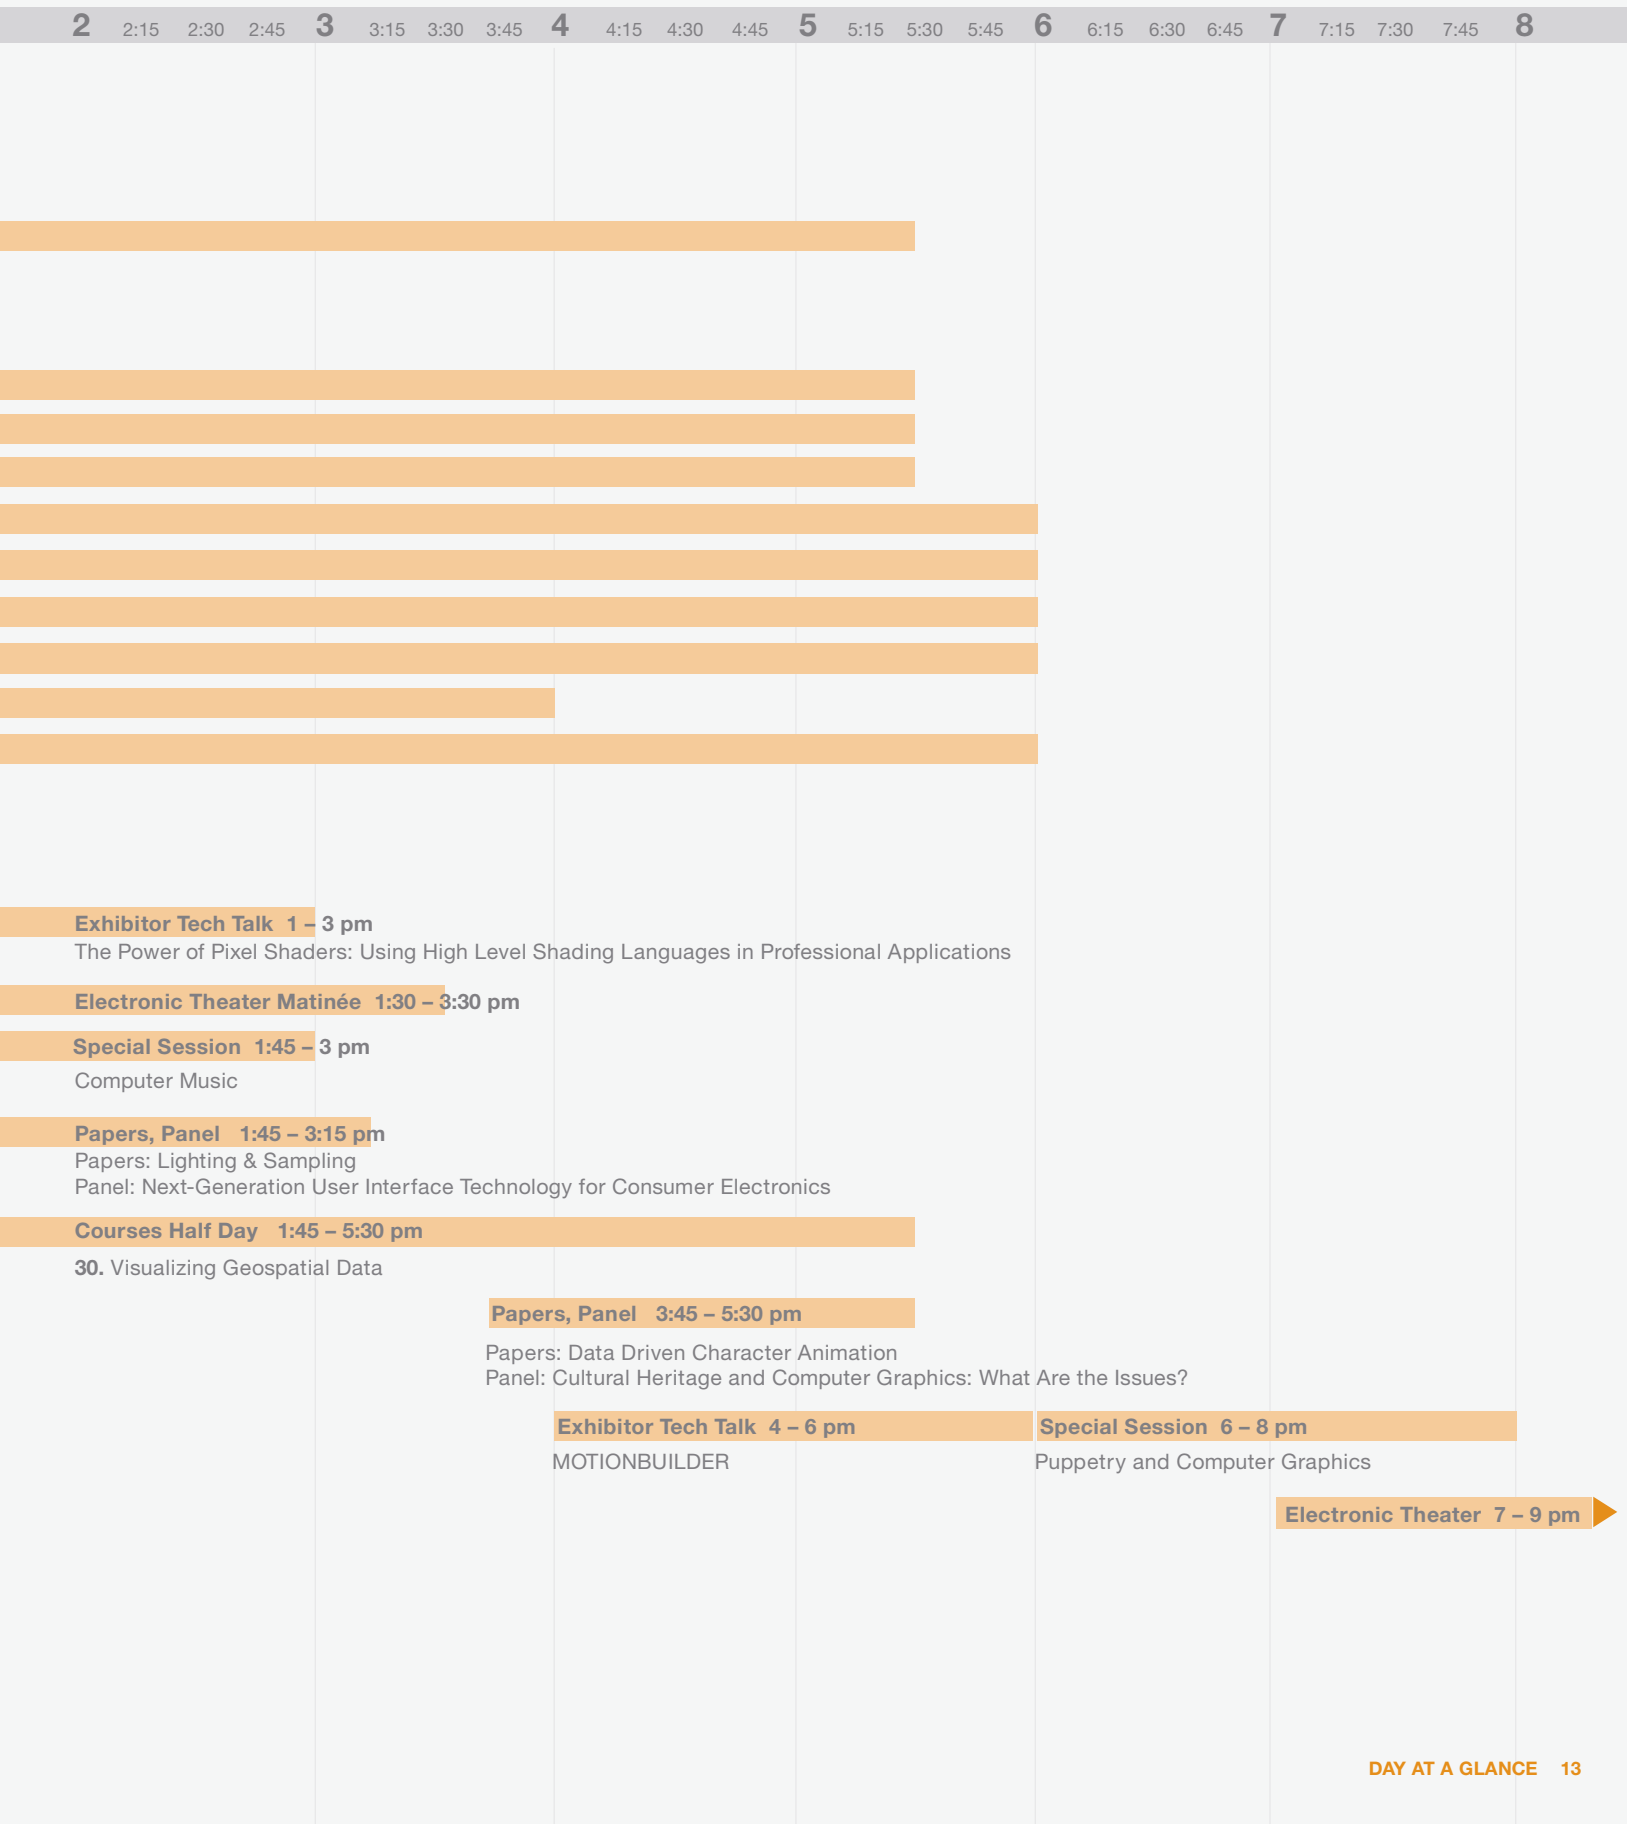 2 2:15 2:30 2:45 3 3:15 3:30 3:45 4 4:15 4:30 4:45 5 5:15 5:30 5:45 6 6:15 6:30 6:45 7 7:15 7:30 7:45 8
Exhibitor Tech Talk 1 – 3 pm
The Power of Pixel Shaders: Using High Level Shading Languages in Professional Applications
Electronic Theater Matinée 1:30 – 3:30 pm
Special Session 1:45 – 3 pm
Computer Music
Papers, Panel 1:45 – 3:15 pm
Papers: Lighting & Sampling
Panel: Next-Generation User Interface Technology for Consumer Electronics
Courses Half Day 1:45 – 5:30 pm
30. Visualizing Geospatial Data
Papers, Panel 3:45 – 5:30 pm
Papers: Data Driven Character Animation
Panel: Cultural Heritage and Computer Graphics: What Are the Issues?
Exhibitor Tech Talk 4 – 6 pm
MOTIONBUILDER
Special Session 6 – 8 pm
Puppetry and Computer Graphics
Electronic Theater 7 – 9 pm
DAY AT A GLANCE 13